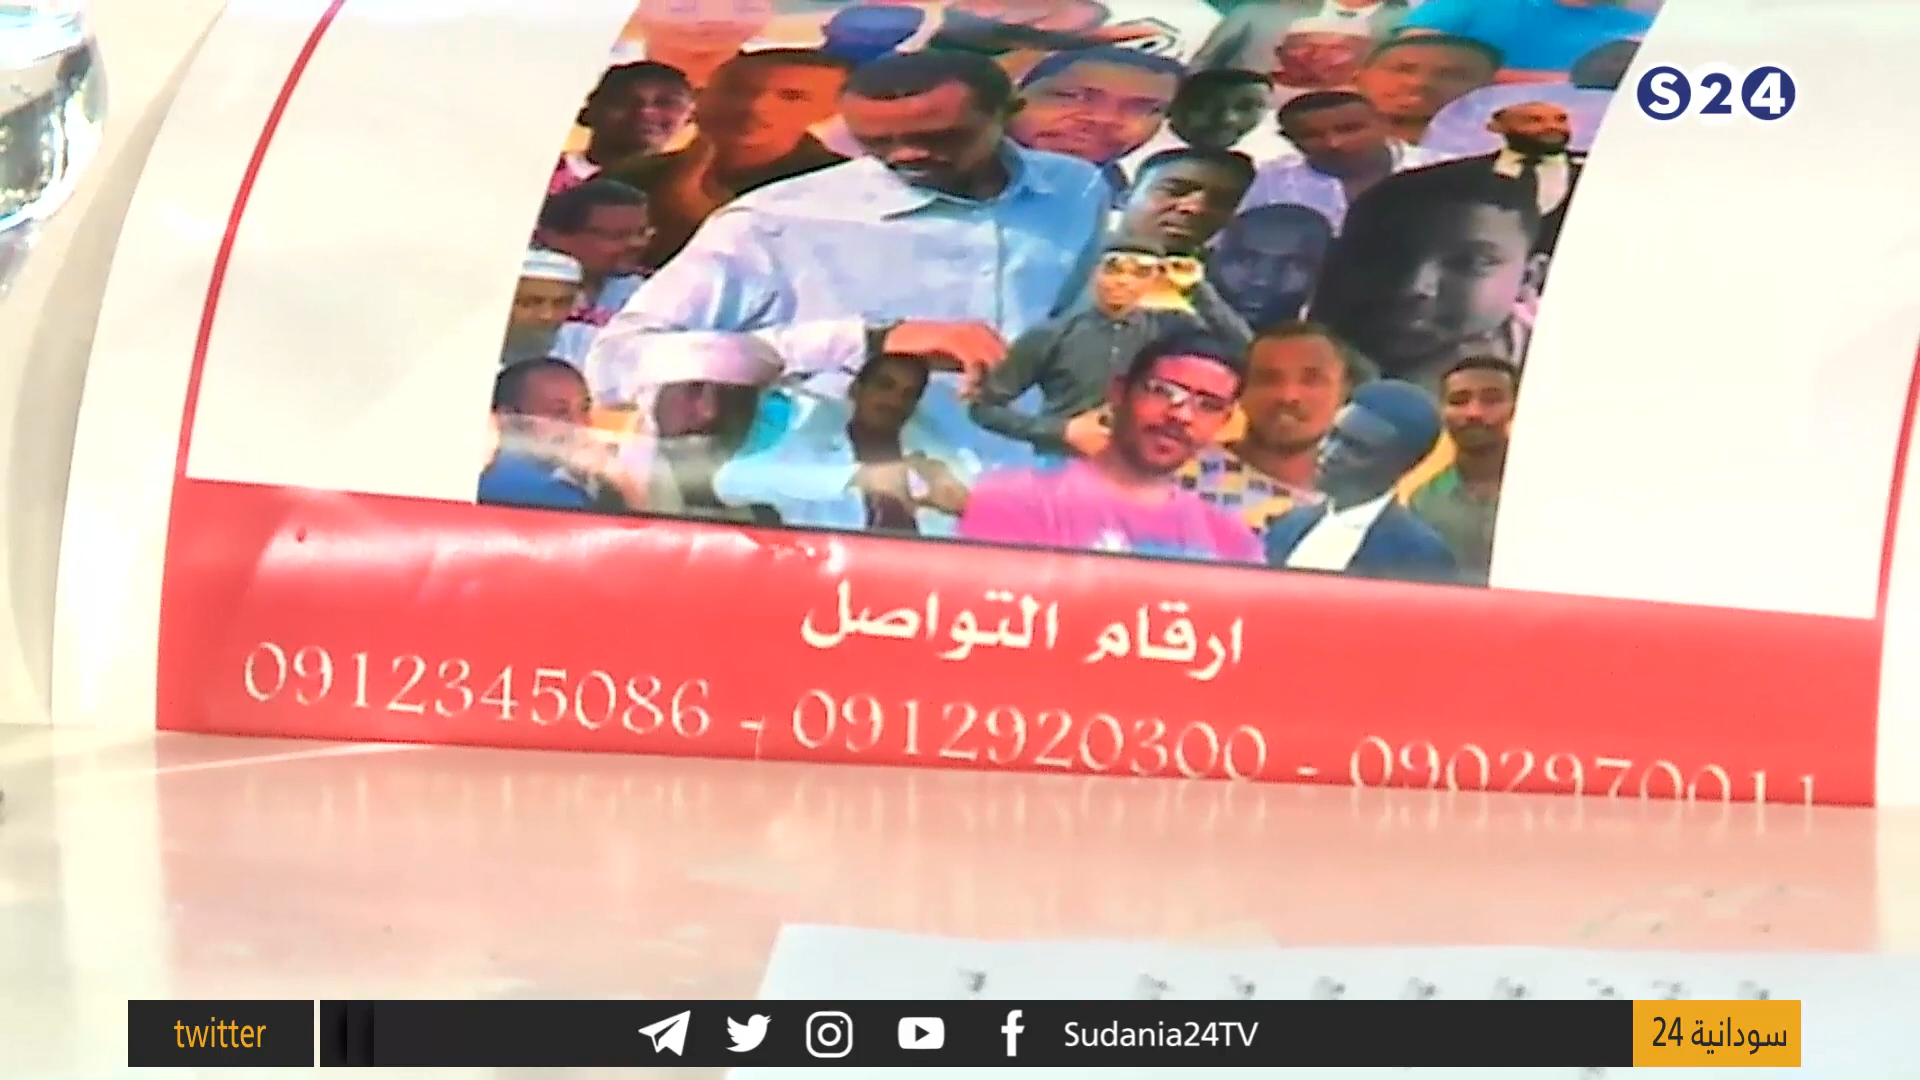 S24
ارقام التواصل
0912345086 - 0912920300 - 0902970011
twitter
Sudania24TV
سودانية 24